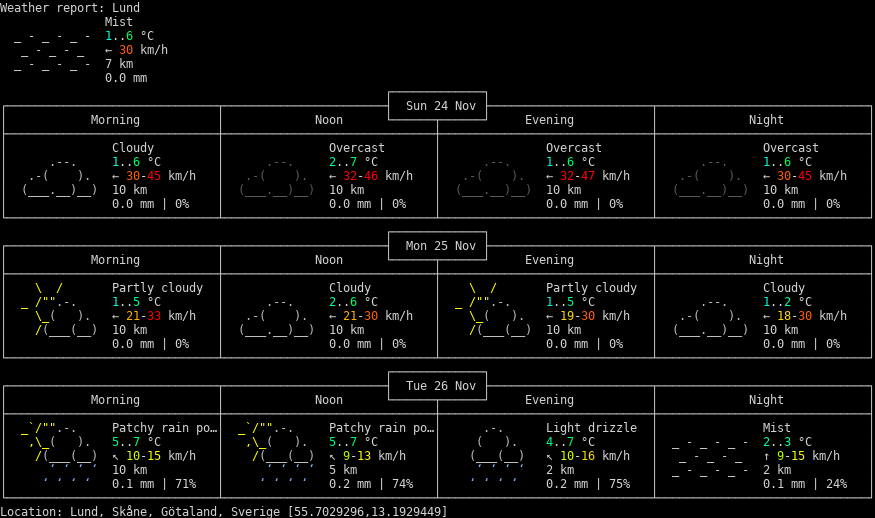 Weather report: Lund
Mist
1..6 °C
← 30 km/h
7 km
0.0 mm
Sun 24 Nov
Morning Noon Evening Night
Cloudy Overcast Overcast Overcast
1..6 °C 2..7 °C 1..6 °C 1..6 °C
← 30-45 km/h ← 32-46 km/h ← 32-47 km/h ← 30-45 km/h
10 km 10 km 10 km 10 km
0.0 mm | 0% 0.0 mm | 0% 0.0 mm | 0% 0.0 mm | 0%
Mon 25 Nov
Morning Noon Evening Night
Partly cloudy Cloudy Partly cloudy Cloudy
1..5 °C 2..6 °C 1..5 °C 1..2 °C
← 21-33 km/h ← 21-30 km/h ← 19-30 km/h ← 18-30 km/h
10 km 10 km 10 km 10 km
0.0 mm | 0% 0.0 mm | 0% 0.0 mm | 0% 0.0 mm | 0%
Tue 26 Nov
Morning Noon Evening Night
Patchy rain po… Patchy rain po… Light drizzle Mist
5..7 °C 5..7 °C 4..7 °C 2..3 °C
↖ 10-15 km/h ↖ 9-13 km/h ↖ 10-16 km/h ↑ 9-15 km/h
10 km 5 km 2 km 2 km
0.1 mm | 71% 0.2 mm | 74% 0.2 mm | 75% 0.1 mm | 24%
Location: Lund, Skåne, Götaland, Sverige [55.7029296,13.1929449]